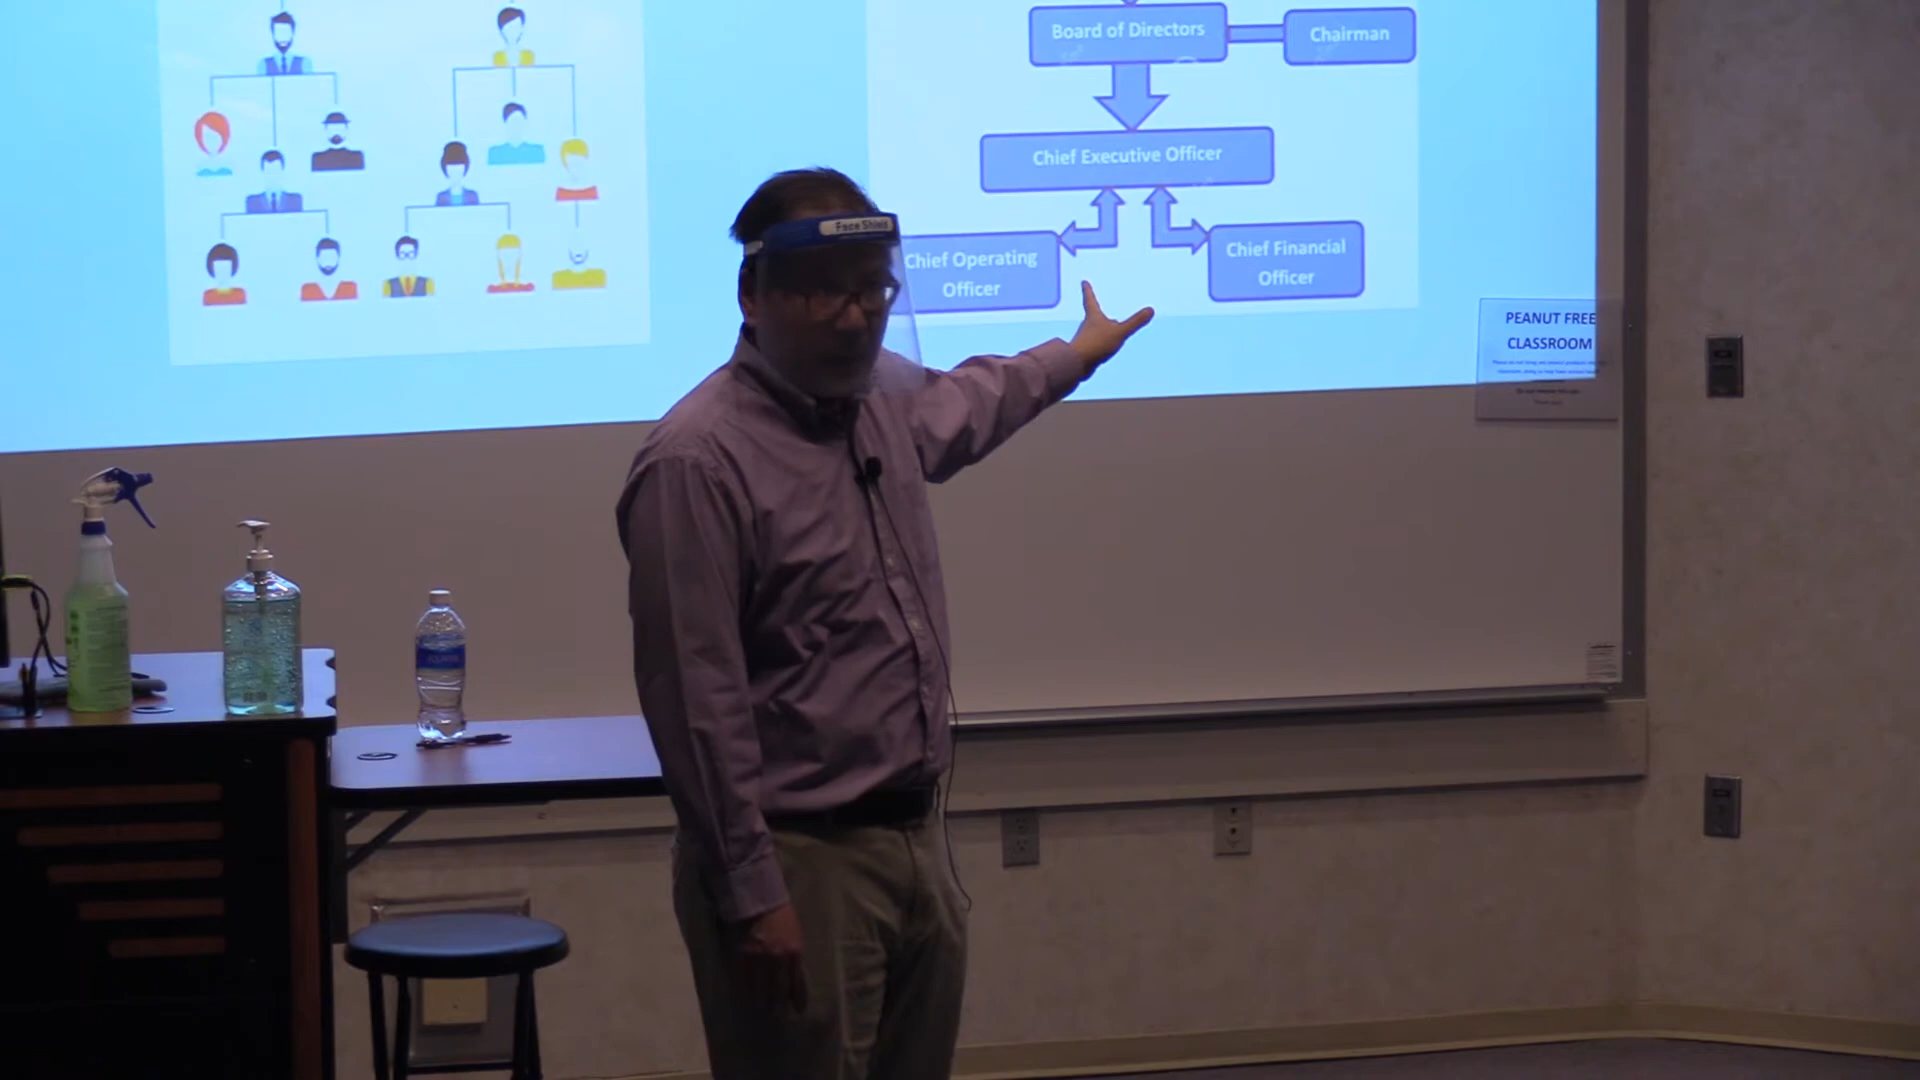 Board of Directors
Chairman
Chief Executive Officer
Chief Operating
Officer
Chief Financial
Officer
Face Shield
PEANUT FREE
CLASSROOM